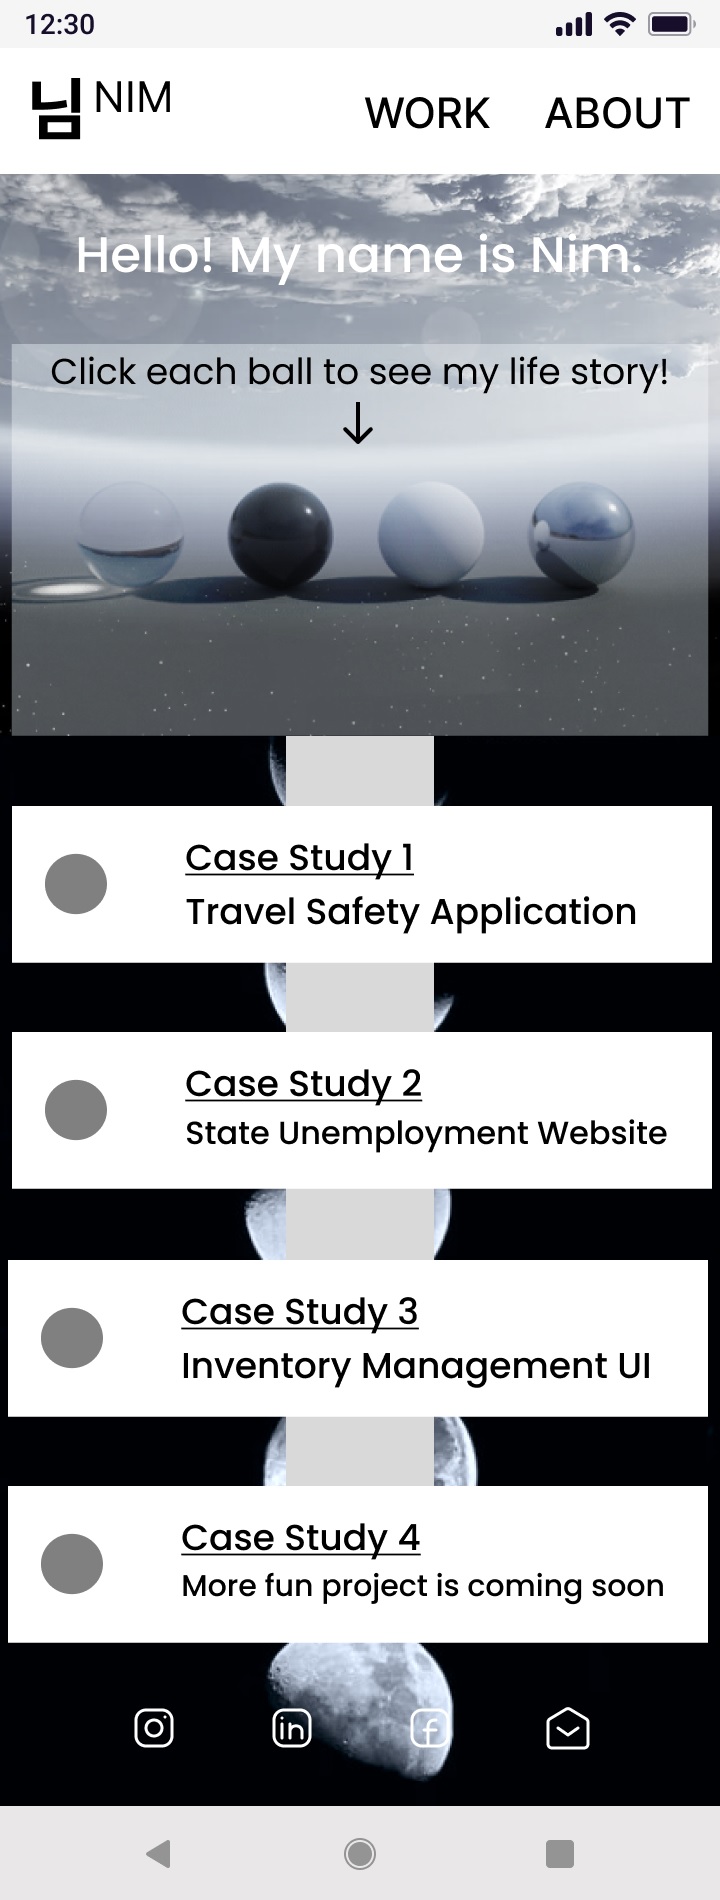 12:30
님 NIM
WORK ABOUT
Hello! My name is Nim.
Click each ball to see my life story!
Case Study 1
Travel Safety Application
Case Study 2
State Unemployment Website
Case Study 3
Inventory Management UI
Case Study 4
More fun project is coming soon